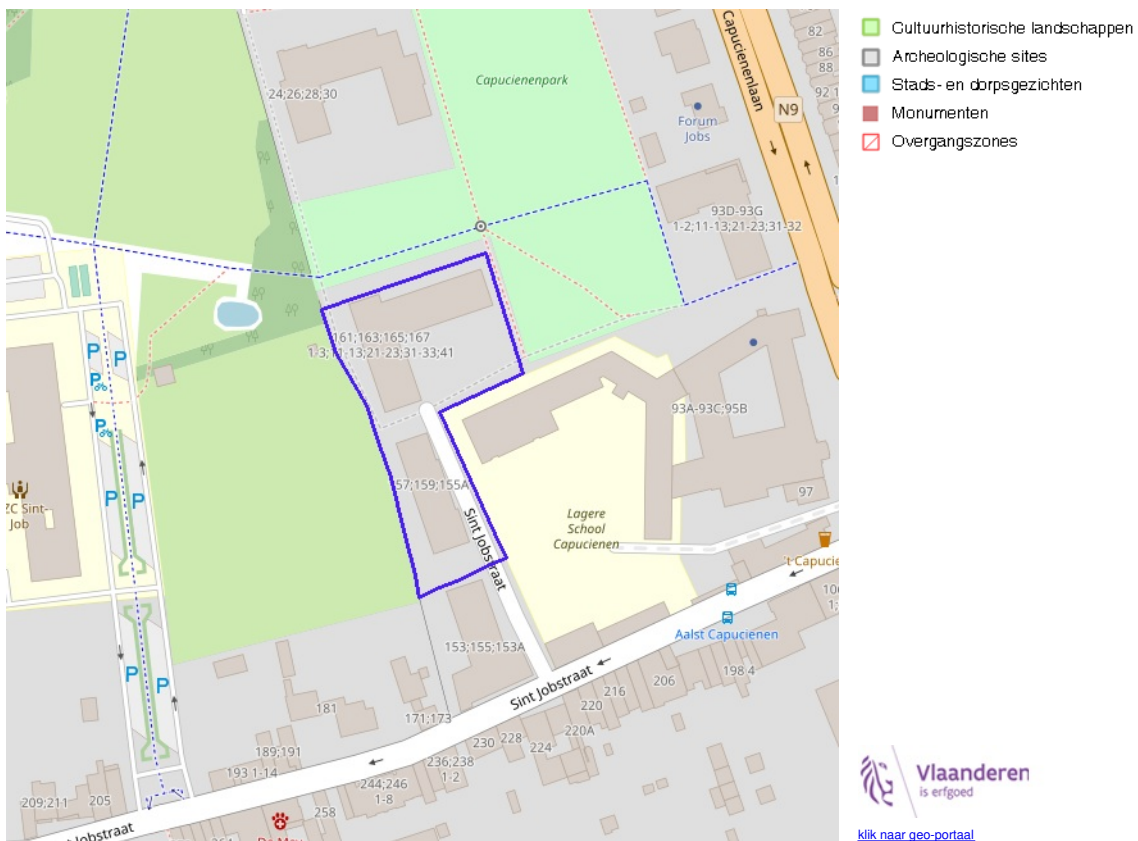 24;26;28;30
Capucienenpark
Capucienenlaan
82
86
88
92
N9
Forum
Jobs
93D-93G
1-2;11-13;21-23;31-32
161;163;165;167
1-3;11-13;21-23;31-33;41
P
P
P
P
P
P
93A-93C;95B
97
57;159;155A
ZC Sint-
Job
Lagere
School
Capucienen
Sint Jobstraat
't Capucie
Aalst Capucienen
153;155;153A
198 4
206
216
220
220A
Sint Jobstraat
171;173
181
189;191
193 1-14
230
228
224
236;238
1-2
244;246
1-8
258
209;211
205
Jobstraat
Cultuurhistorische landschappen
Archeologische sites
Stads- en dorpsgezichten
Monumenten
Overgangszones
Vlaanderen
is erfgoed
klik naar geo-portaal